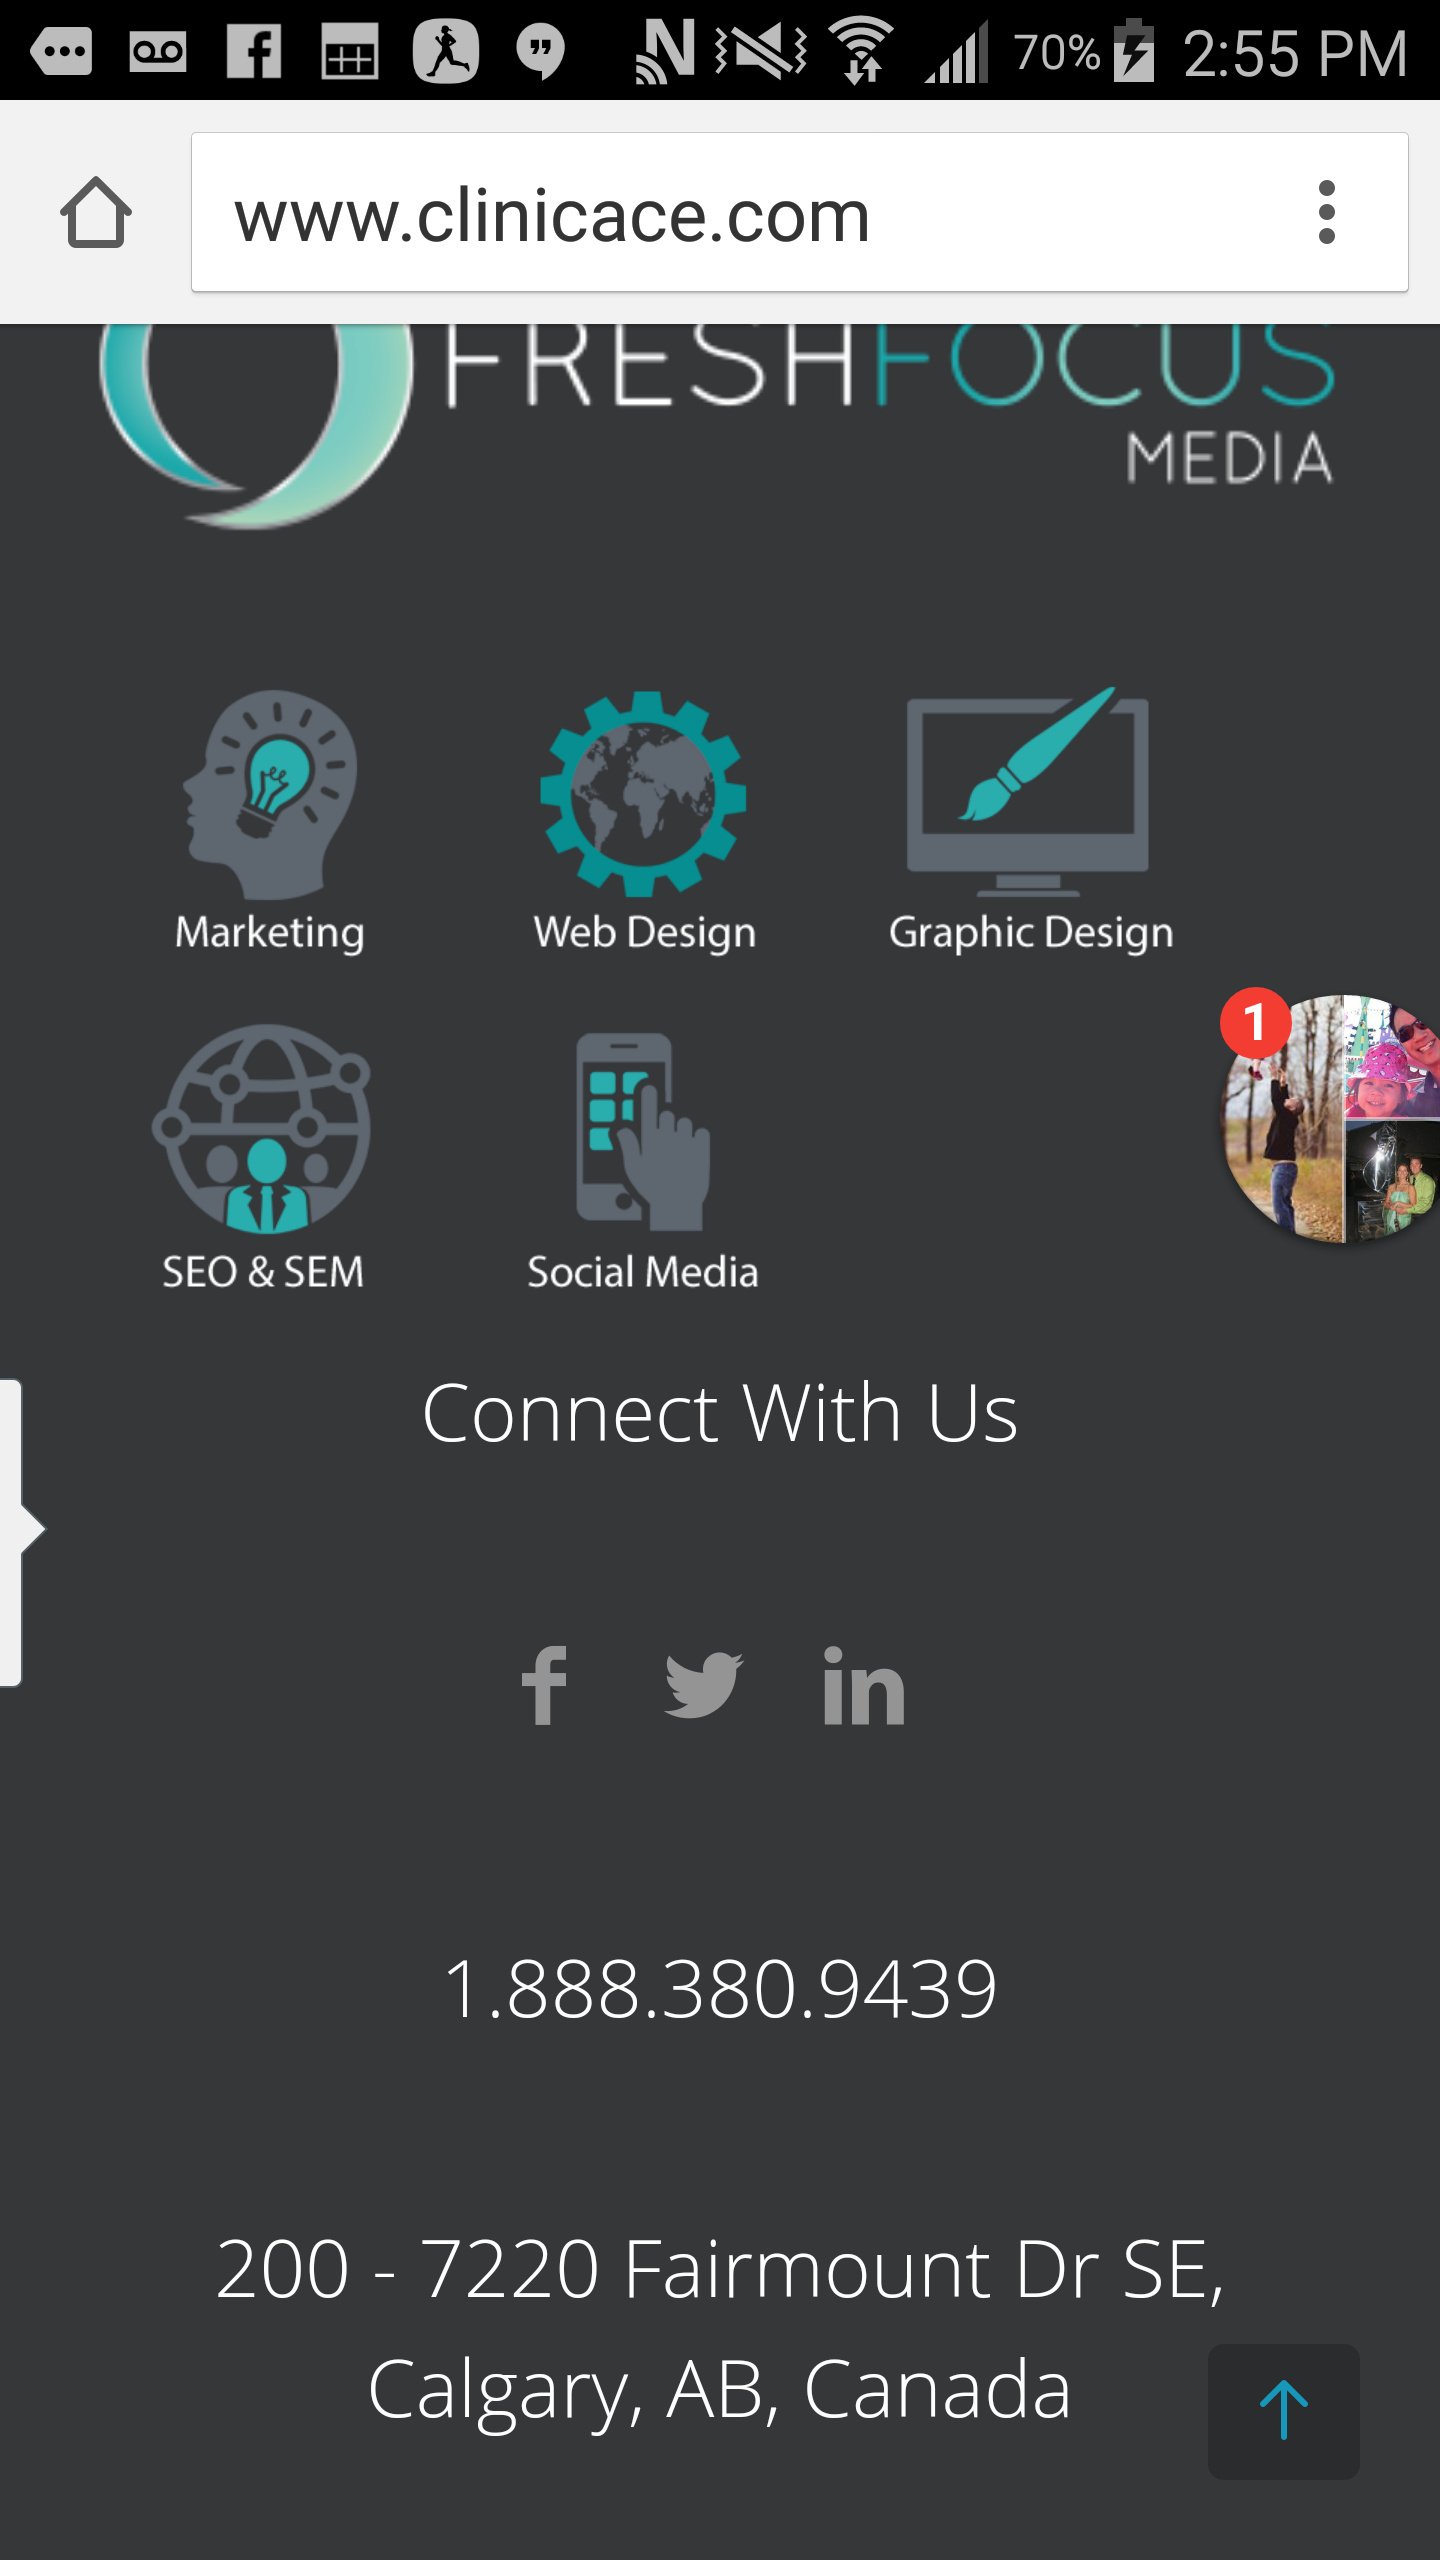 70% 2:55 PM
www.clinicace.com
FRESHFOCUS
MEDIA
Marketing
Web Design
Graphic Design
1
SEO & SEM
Social Media
Connect With Us
1.888.380.9439
200 - 7220 Fairmount Dr SE,
Calgary, AB, Canada